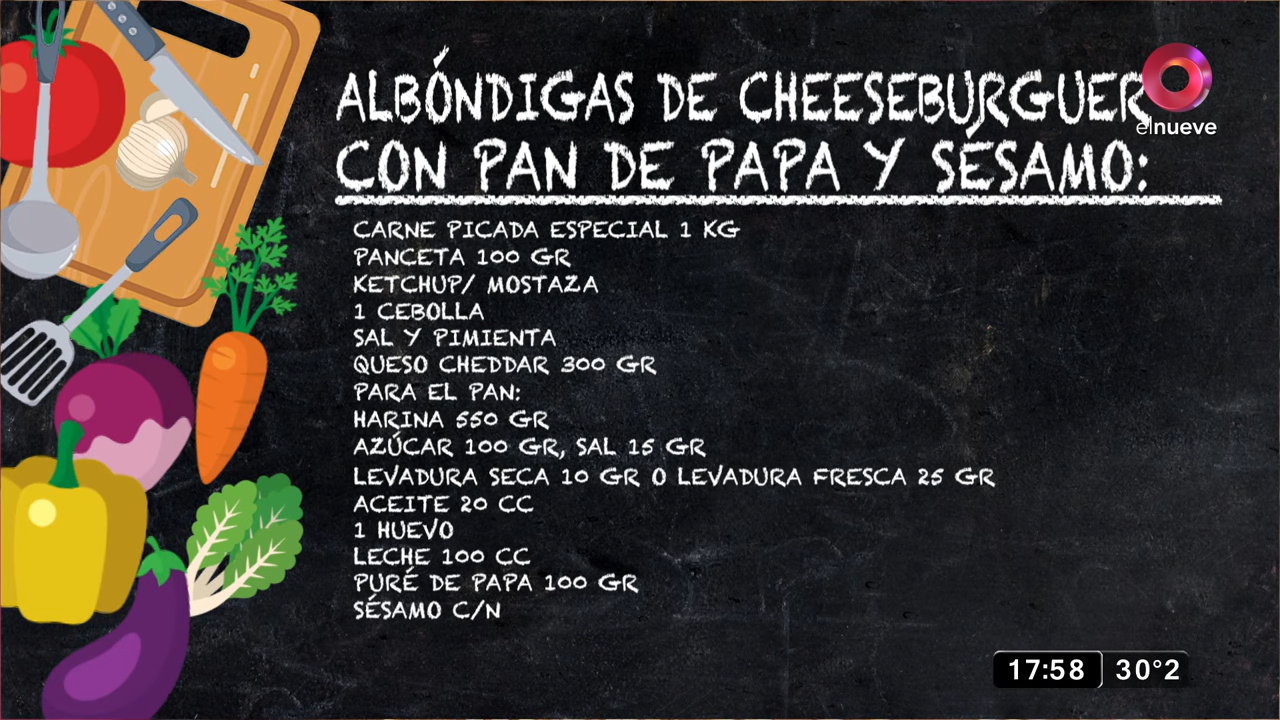 ALBÓNDIGAS DE CHEESEBURGUER
CON PAN DE PAPA Y SÉSAMO:
elnueve
CARNE PICADA ESPECIAL 1 KG
PANCETA 100 GR
KETCHUP/ MOSTAZA
1 CEBOLLA
SAL Y PIMIENTA
QUESO CHEDDAR 300 GR
PARA EL PAN:
HARINA 550 GR
AZÚCAR 100 GR, SAL 15 GR
LEVADURA SECA 10 GR O LEVADURA FRESCA 25 GR
ACEITE 20 CC
1 HUEVO
LECHE 100 CC
PURÉ DE PAPA 100 GR
SÉSAMO C/N
17:58 30°2